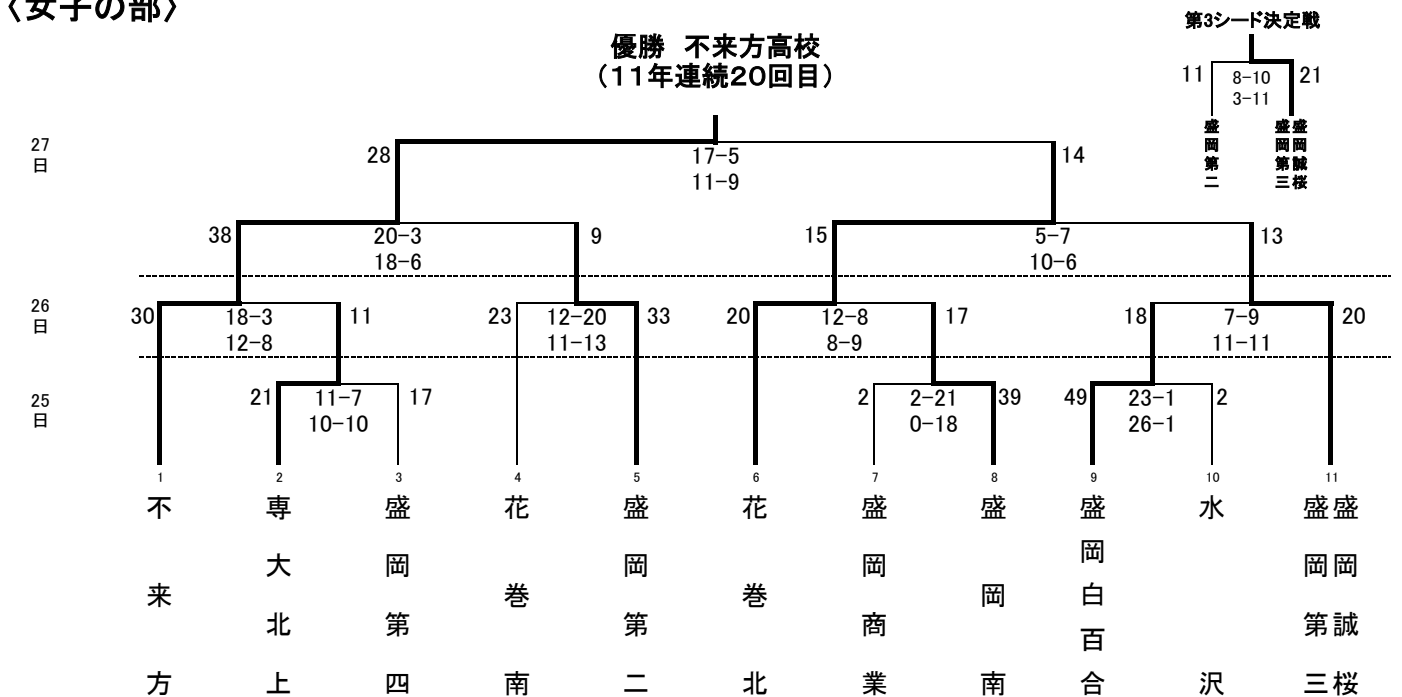 〈女子の部〉
第3シード決定戦
優勝 不来方高校
（11年連続20回目）
11 8-10 21
3-11
盛岡第二
盛岡第三
盛岡誠桜
27日
28 17-5 14
11-9
38 20-3 9
18-6
15 5-7 13
10-6
26日
30 18-3 11
12-8
23 12-20 33
11-13
20 12-8 17
8-9
18 7-9 20
11-11
25日
21 11-7 17
10-10
2 2-21 39
0-18
49 23-1 2
26-1
1 2 3 4 5 6 7 8 9 10 11
不来方
専大北上
盛岡第四
花巻南
盛岡第二
花巻北
盛岡商業
盛岡南
盛岡白百合
水沢
盛岡第三
盛岡誠桜